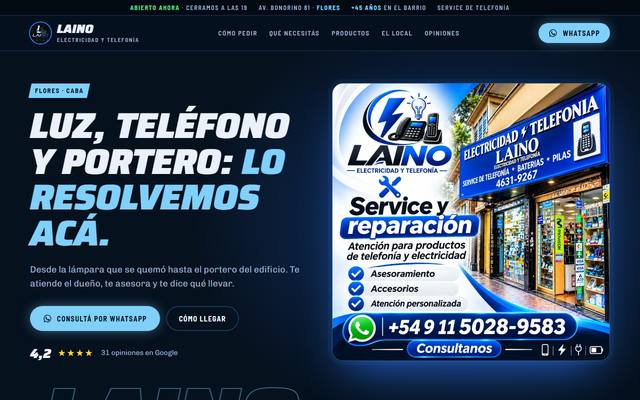 ABIERTO AHORA · CERRAMOS A LAS 19 AV. BONORINO 81 · FLORES +45 AÑOS EN EL BARRIO SERVICE DE TELEFONÍA
LAINO
ELECTRICIDAD Y TELEFONÍA
CÓMO PEDIR QUÉ NECESITÁS PRODUCTOS EL LOCAL OPINIONES
WHATSAPP
FLORES · CABA
LUZ, TELÉFONO
Y PORTERO: LO
RESOLVEMOS
ACÁ.
Desde la lámpara que se quemó hasta el portero del edificio. Te
atiende el dueño, te asesora y te dice qué llevar.
CONSULTÁ POR WHATSAPP
CÓMO LLEGAR
4,2 ★★★★ 31 opiniones en Google
LAINO
LAINO
ELECTRICIDAD Y TELEFONÍA
Service y
reparación
Atención para productos
de telefonía y electricidad
Asesoramiento
Accesorios
Atención personalizada
+54 9 11 5028-9583
Consultanos
ELECTRICIDAD Y TELEFONIA
LAINO
SERVICE DE TELEFONIA * BATERIAS * PILAS
4631-9267